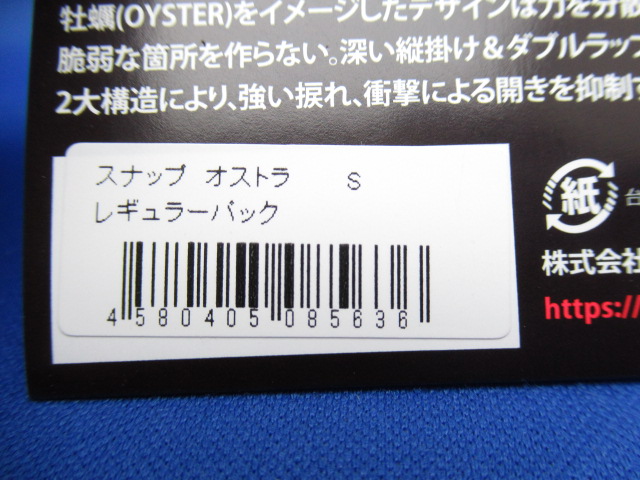 牡蠣(OYSTER)をイメージしたデザインは力を分散
脆弱な箇所を作らない。深い縦掛け&ダブルラップ
2大構造により、強い捩れ、衝撃による開きを抑制す
スナップ オストラ S
レギュラーパック
4580405085636
紙
台
株式会社
https://